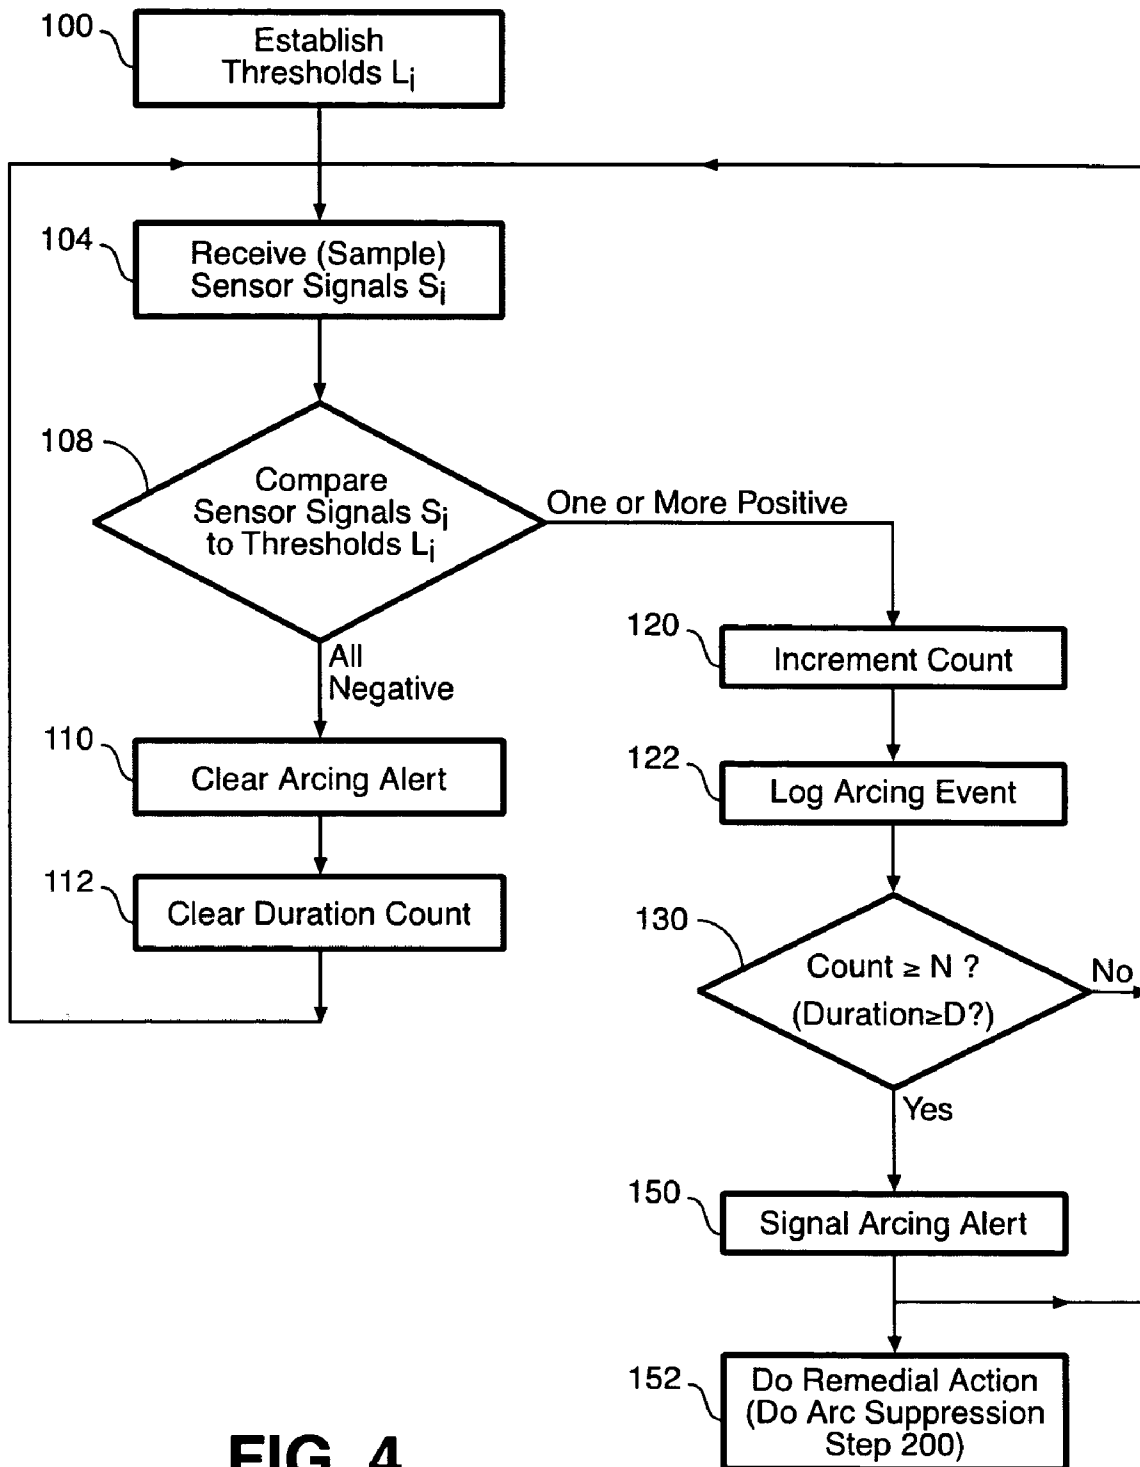 100
Establish
Thresholds Li
104
Receive (Sample)
Sensor Signals Si
108
Compare
Sensor Signals Si
to Thresholds Li
One or More Positive
All
Negative
110
Clear Arcing Alert
112
Clear Duration Count
120
Increment Count
122
Log Arcing Event
130
Count ≥ N ?
(Duration≥D?)
No
Yes
150
Signal Arcing Alert
152
Do Remedial Action
(Do Arc Suppression
Step 200)
FIG. 4